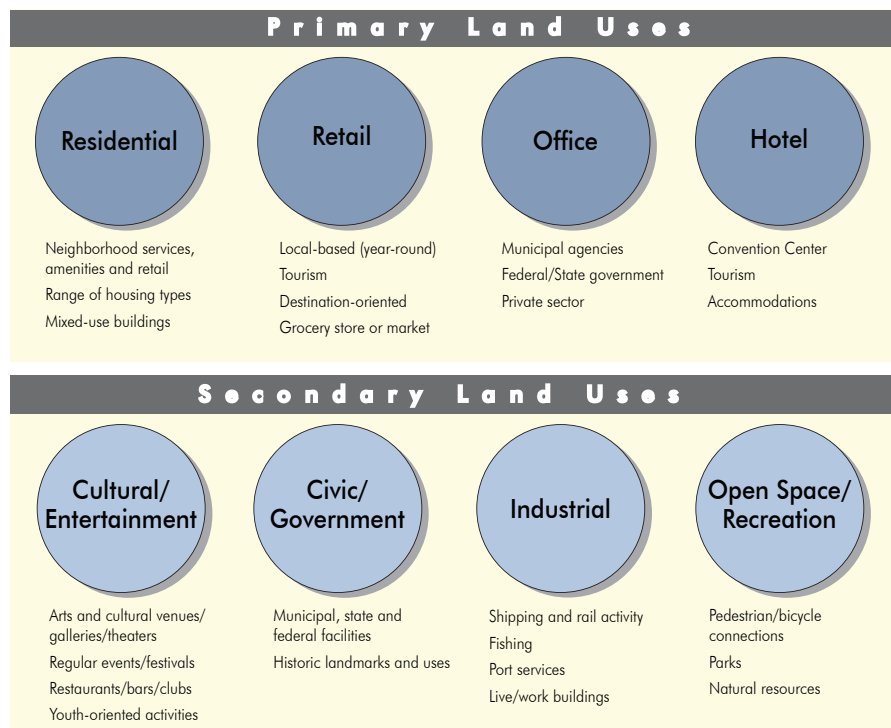 Primary Land Uses
Residential
Neighborhood services,
amenities and retail
Range of housing types
Mixed-use buildings
Retail
Local-based (year-round)
Tourism
Destination-oriented
Grocery store or market
Office
Municipal agencies
Federal/State government
Private sector
Hotel
Convention Center
Tourism
Accommodations
Secondary Land Uses
Cultural/
Entertainment
Arts and cultural venues/
galleries/theaters
Regular events/festivals
Restaurants/bars/clubs
Youth-oriented activities
Civic/
Government
Municipal, state and
federal facilities
Historic landmarks and uses
Industrial
Shipping and rail activity
Fishing
Port services
Live/work buildings
Open Space/
Recreation
Pedestrian/bicycle
connections
Parks
Natural resources